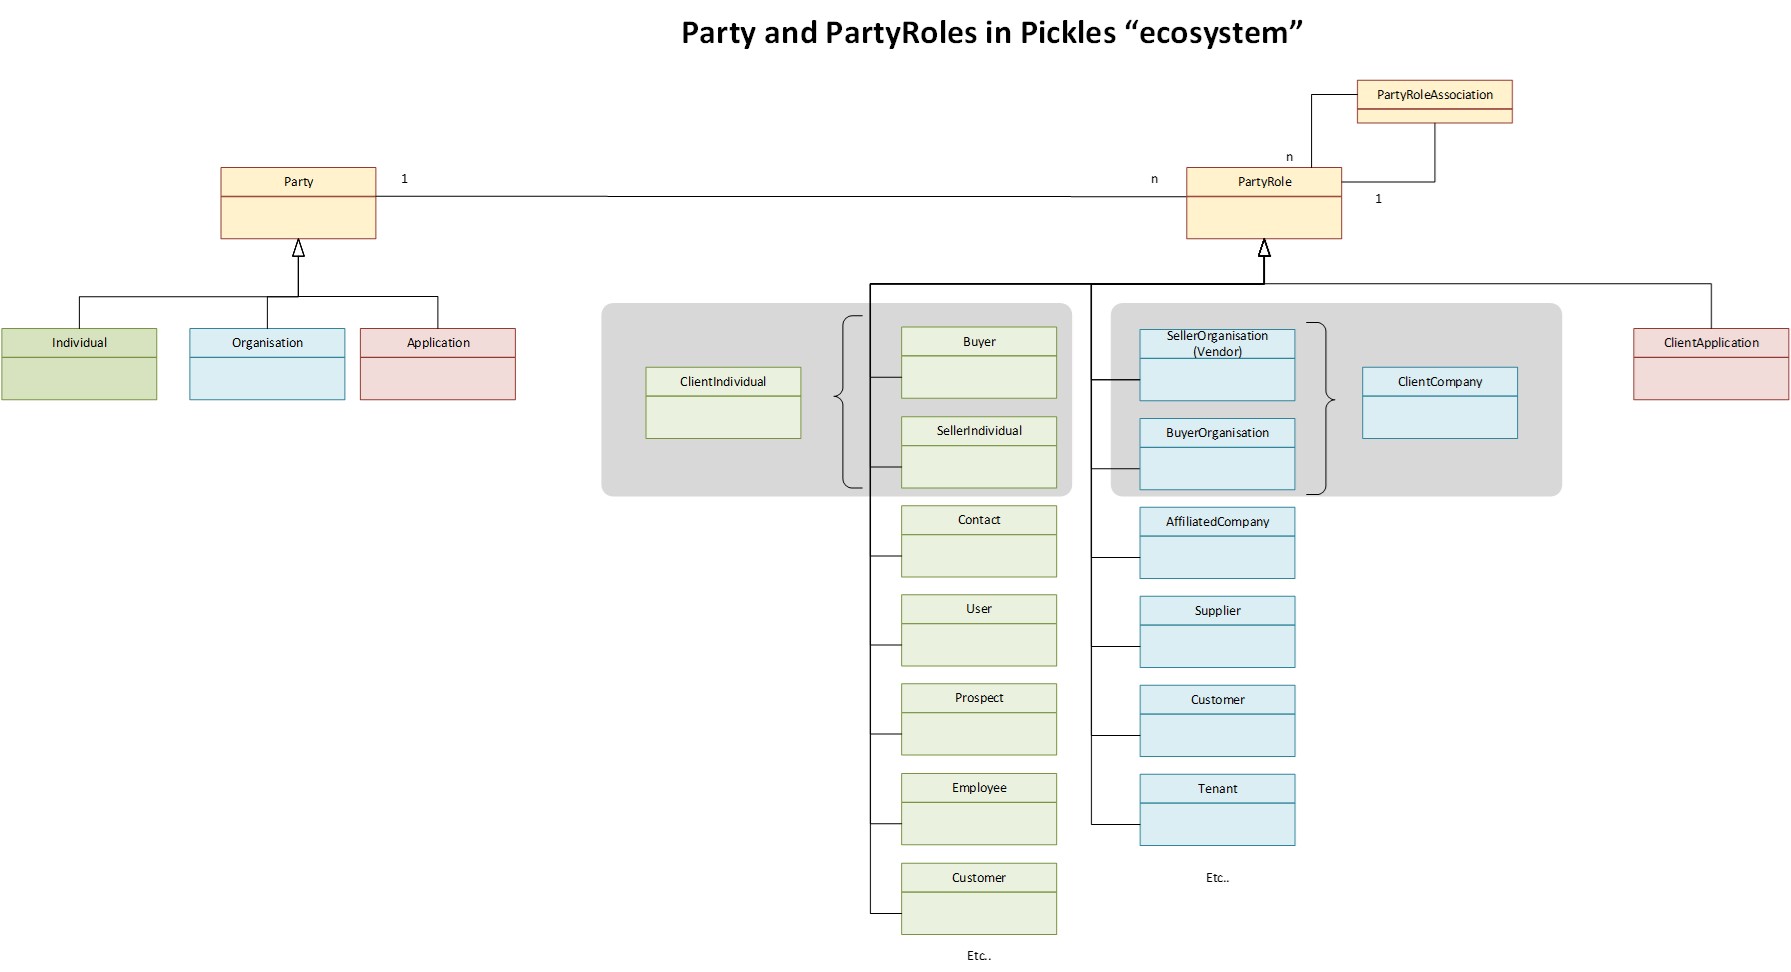 Party and PartyRoles in Pickles “ecosystem”
PartyRoleAssociation
n
Party
1
n
PartyRole
1
Individual
Organisation
Application
ClientIndividual
Buyer
SellerIndividual
Contact
User
Prospect
Employee
Customer
Etc..
SellerOrganisation
(Vendor)
BuyerOrganisation
ClientCompany
AffiliatedCompany
Supplier
Customer
Tenant
Etc..
ClientApplication